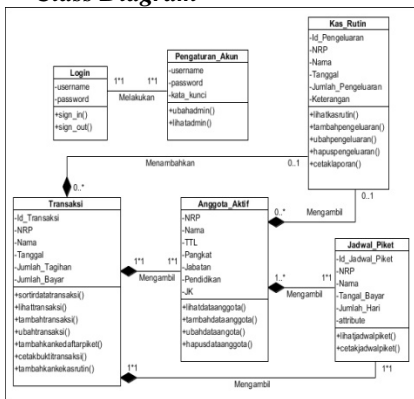 Class Diagram
Kas_Rutin
-Id_Pengeluaran
-NRP
-Nama
-Tanggal
-Jumlah_Pengeluaran
-Keterangan
+lihatkasrutin()
+tambahpengeluaran()
+ubahpengeluaran()
+hapuspengeluaran()
+cetaklaporan()
Pengaturan_Akun
-username
-password
-kata_kunci
+ubahadmin()
+lihatadmin()
Login
-username
-password
+sign_in()
+sign_out()
1*1
1*1
Melakukan
Menambahkan
0..1
0..*
0..1
Transaksi
-Id_Transaksi
-NRP
-Nama
-Tanggal
-Jumlah_Tagihan
-Jumlah_Bayar
+sortirdatatransaksi()
+lihattransaksi()
+tambahtransaksi()
+ubahtransaksi()
+tambahkankedaftarpiket()
+cetakbuktitransaksi()
+tambahkankekasrutin()
1*1
1*1
Mengambil
Anggota_Aktif
-NRP
-Nama
-TTL
-Pangkat
-Jabatan
-Pendidikan
-JK
+lihatdataanggota()
+tambahdataanggota()
+ubahdataangota()
+hapusdataanggota()
0..*
Mengambil
1..*
1*1
Mengambil
Jadwal_Piket
-Id_Jadwal_Piket
-NRP
-Nama
-Tangal_Bayar
-Jumlah_Hari
-attribute
+lihatjadwalpiket()
+cetakjadwalpiket()
1*1
1*1
Mengambil